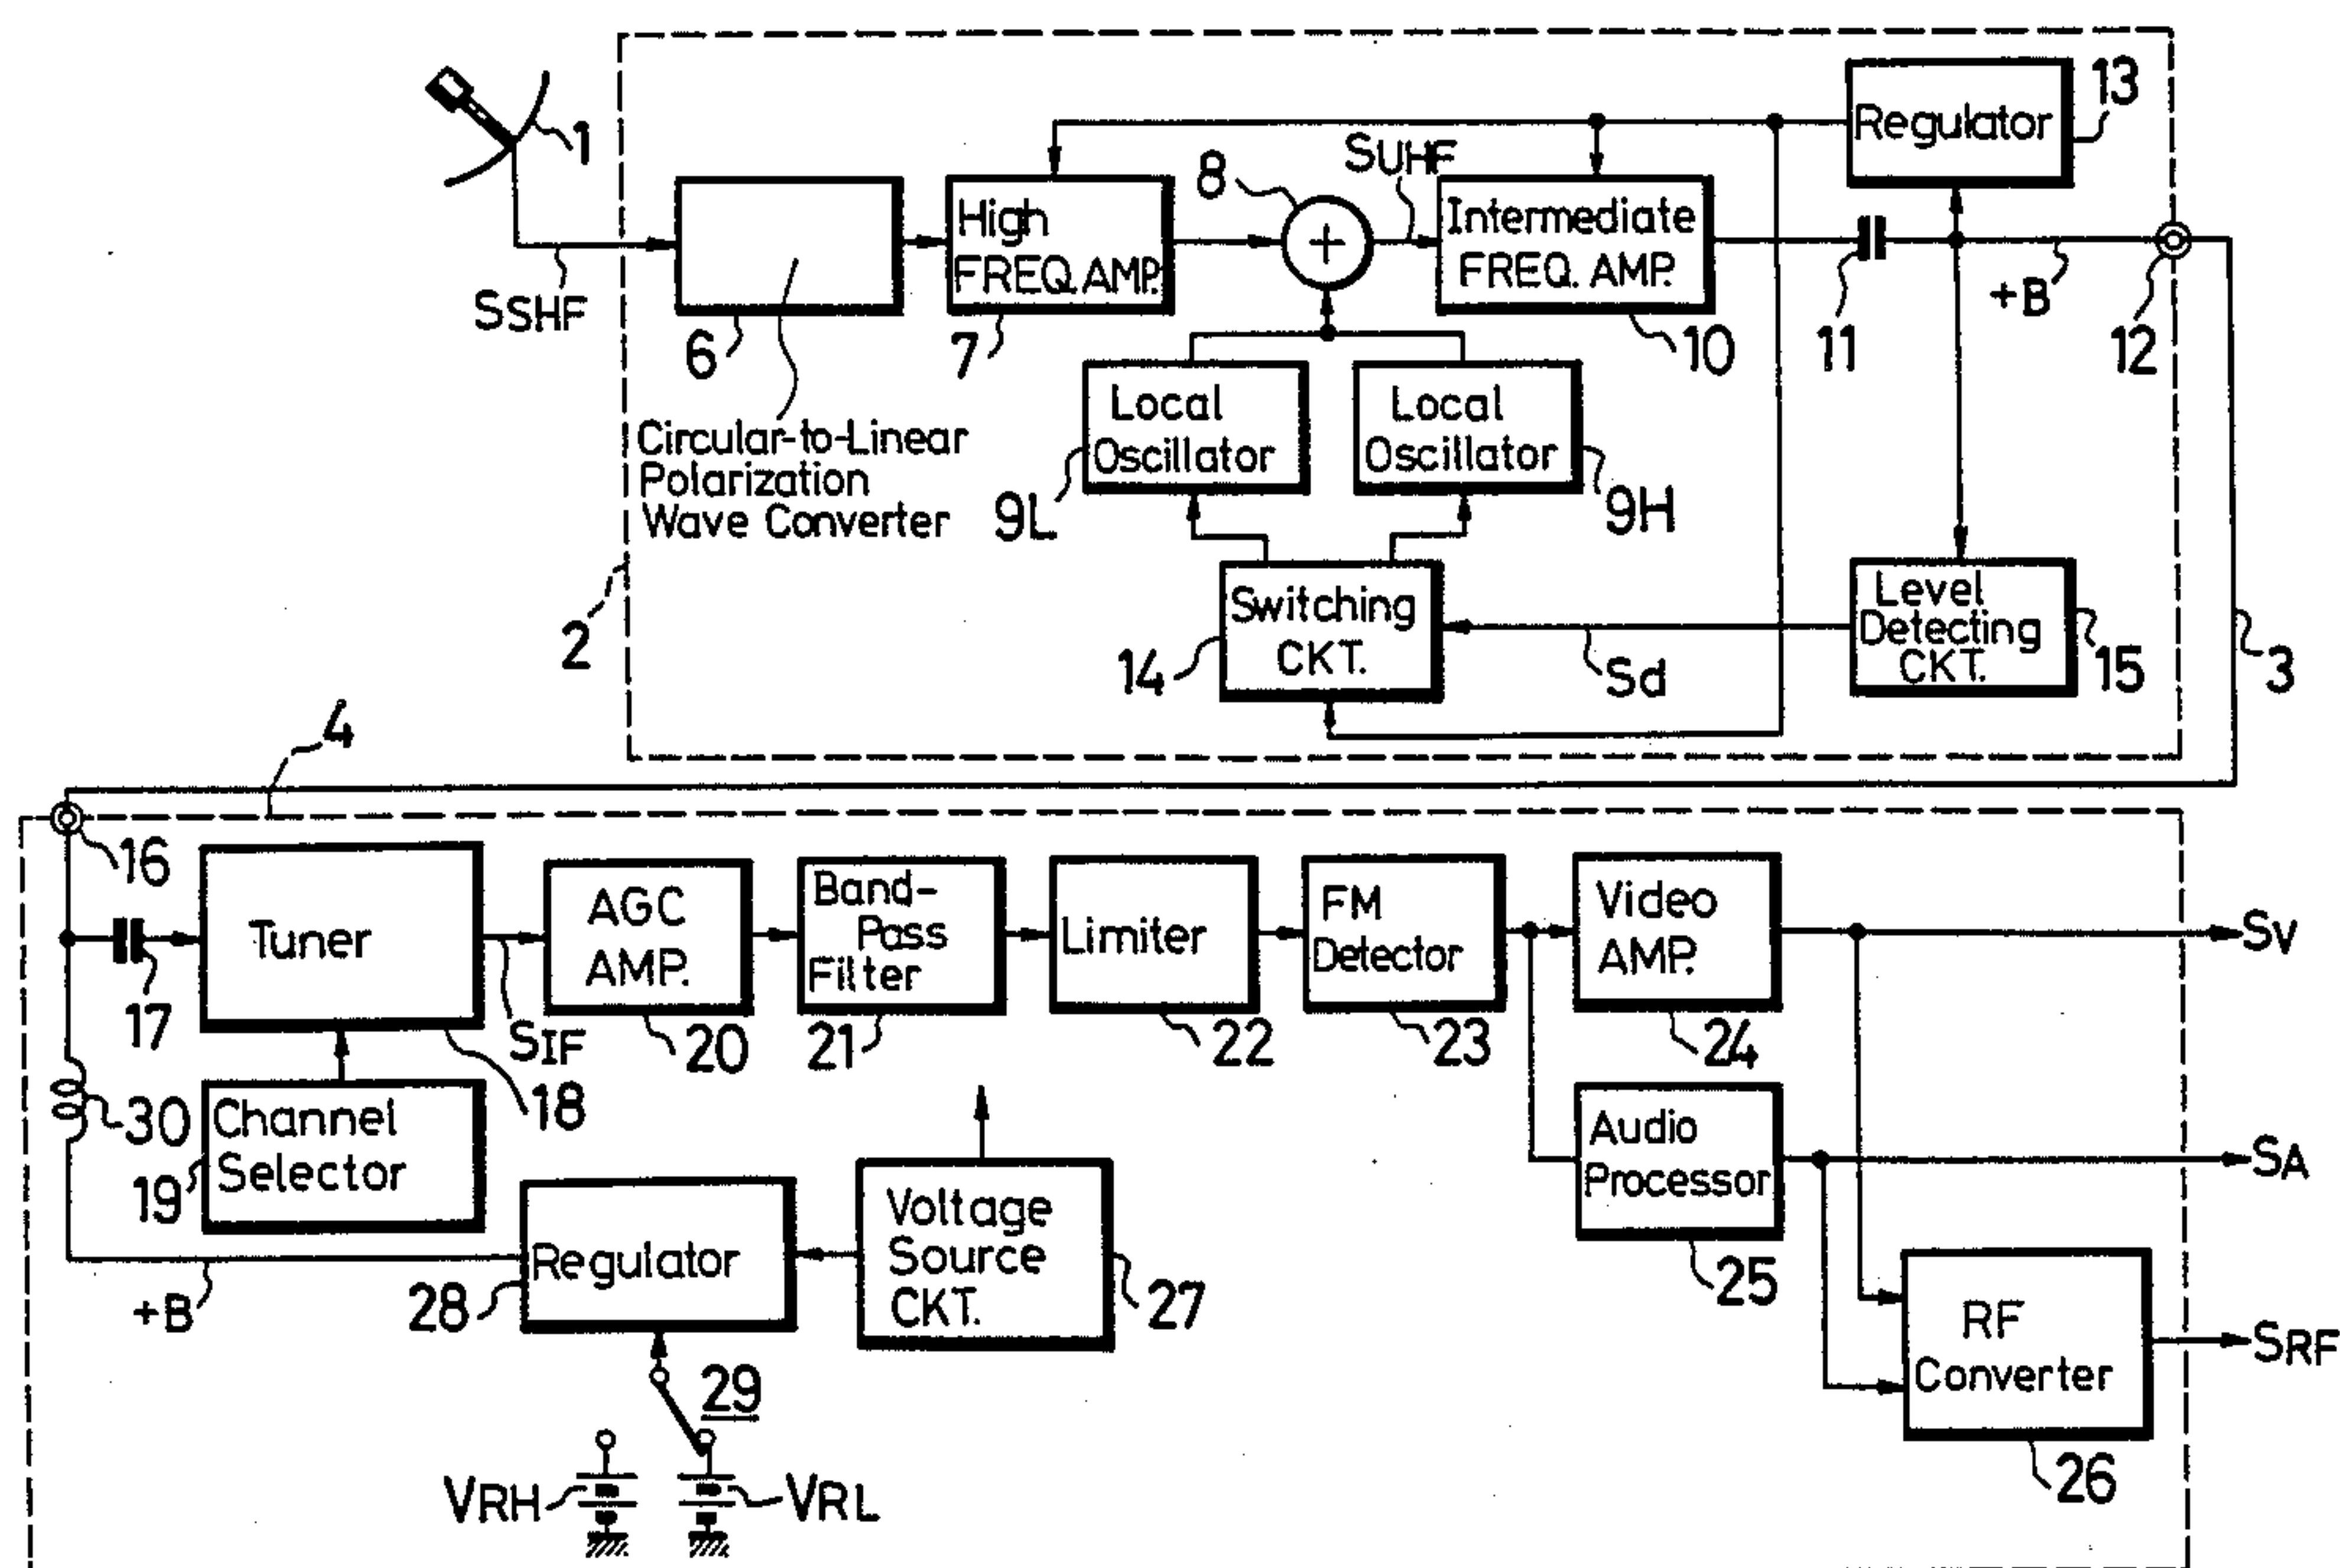 1
SSHF
2
6
Circular-to-Linear
Polarization
Wave Converter
High
FREQ. AMP.
7
8
+
SUHF
Intermediate
FREQ. AMP.
10
Regulator
13
11
+B
12
Local
Oscillator
9L
Local
Oscillator
9H
Switching
CKT.
14
Sd
Level
Detecting
CKT.
15
3
4
16
17
Tuner
18
SIF
AGC
AMP.
20
Band-
Pass
Filter
21
Limiter
22
FM
Detector
23
Video
AMP.
24
SV
Channel
Selector
19
30
+B
Regulator
28
Voltage
Source
CKT.
27
Audio
Processor
25
SA
RF
Converter
26
SRF
29
VRH
VRL